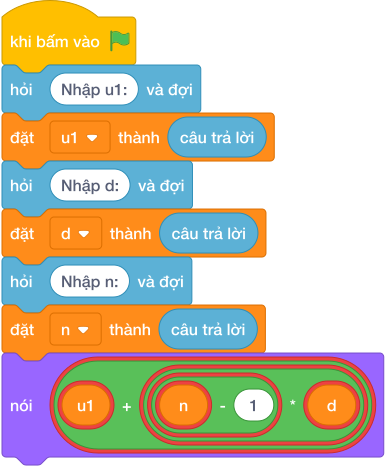 khi bấm vào
hỏi Nhập u1: và đợi
đặt u1 thành câu trả lời
hỏi Nhập d: và đợi
đặt d thành câu trả lời
hỏi Nhập n: và đợi
đặt n thành câu trả lời
nói u1 + n - 1 * d